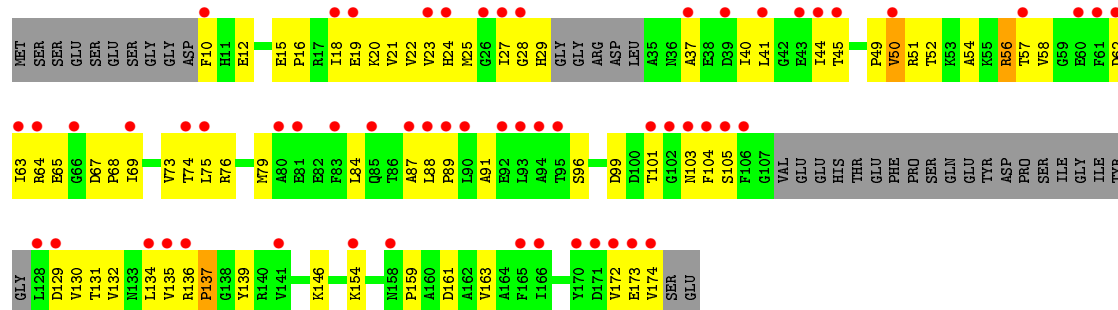 MET SER SER GLU SER GLU SER GLY GLY ASP F10 H11 E12 E15 P16 R17 I18 E19 K20 V21 V22 V23 H24 M25 G26 I27 G28 H29 GLY GLY ARG ASP LEU A35 N36 A37 E38 D39 I40 L41 G42 E43 I44 T45 P49 V50 R51 T52 K53 A54 K55 R56 T57 V58 G59 E60 F61 D62
I63 R64 E65 G66 D67 P68 I69 V73 T74 L75 R76 M79 A80 E81 E82 F83 L84 Q85 T86 A87 L88 P89 L90 A91 E92 L93 A94 T95 S96 D99 D100 T101 G102 N103 F104 S105 F106 G107 VAL GLU GLU HIS THR GLU PHE PRO PRO SER GLN GLU TYR ASP PRO SER ILE GLY ILE TYR
GLY L128 D129 V130 T131 V132 N133 L134 V135 R136 P137 G138 Y139 R140 V141 K146 K154 N158 P159 A160 D161 A162 V163 A164 F165 I166 Y170 D171 V172 E173 V174 SER GLU